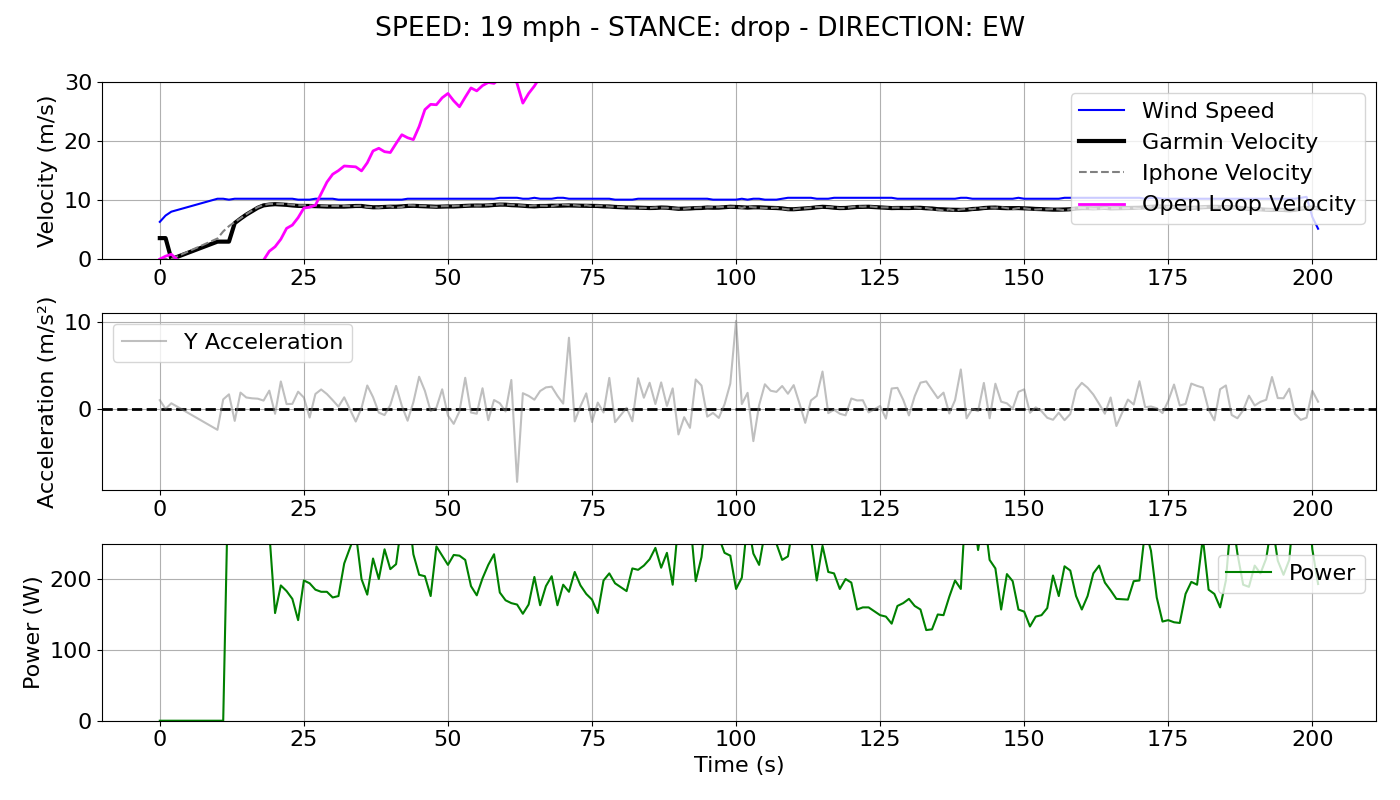 SPEED: 19 mph - STANCE: drop - DIRECTION: EW
Velocity (m/s)
30
20
10
0
Wind Speed
Garmin Velocity
Iphone Velocity
Open Loop Velocity
0 25 50 75 100 125 150 175 200
Acceleration (m/s²)
10
0
Y Acceleration
0 25 50 75 100 125 150 175 200
Power (W)
200
100
0
Power
0 25 50 75 100 125 150 175 200
Time (s)